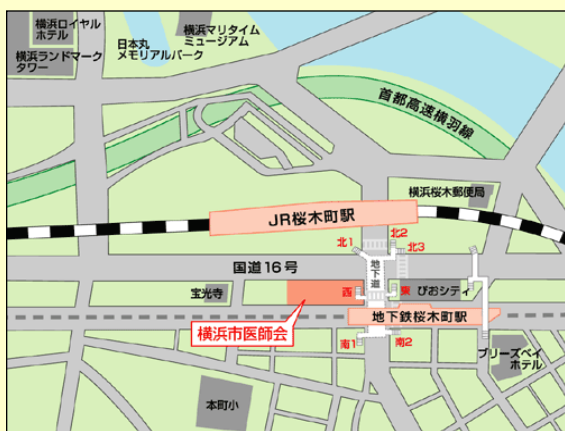 横浜ロイヤル
ホテル
横浜ランドマーク
タワー
日本丸
メモリアルパーク
横浜マリタイム
ミュージアム
首都高速横羽線
横浜桜木郵便局
JR桜木町駅
北1
北2
北3
国道16号
地下道
宝光寺
西
東
ぴおシティ
地下鉄桜木町駅
横浜市医師会
南1
南2
ブリーズベイ
ホテル
本町小